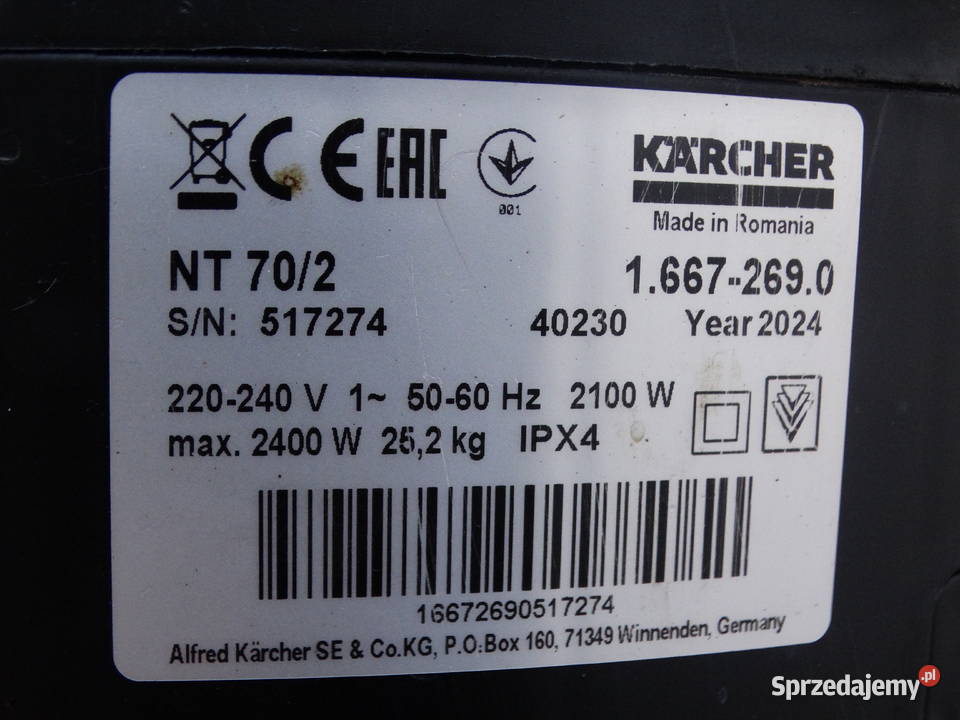 CE EAC
001
KÄRCHER
Made in Romania
NT 70/2 1.667-269.0
S/N: 517274 40230 Year 2024
220-240 V 1~ 50-60 Hz 2100 W
max. 2400 W 25,2 kg IPX4
16672690517274
Alfred Kärcher SE & Co.KG, P.O.Box 160, 71349 Winnenden, Germany
Sprzedajemy.pl